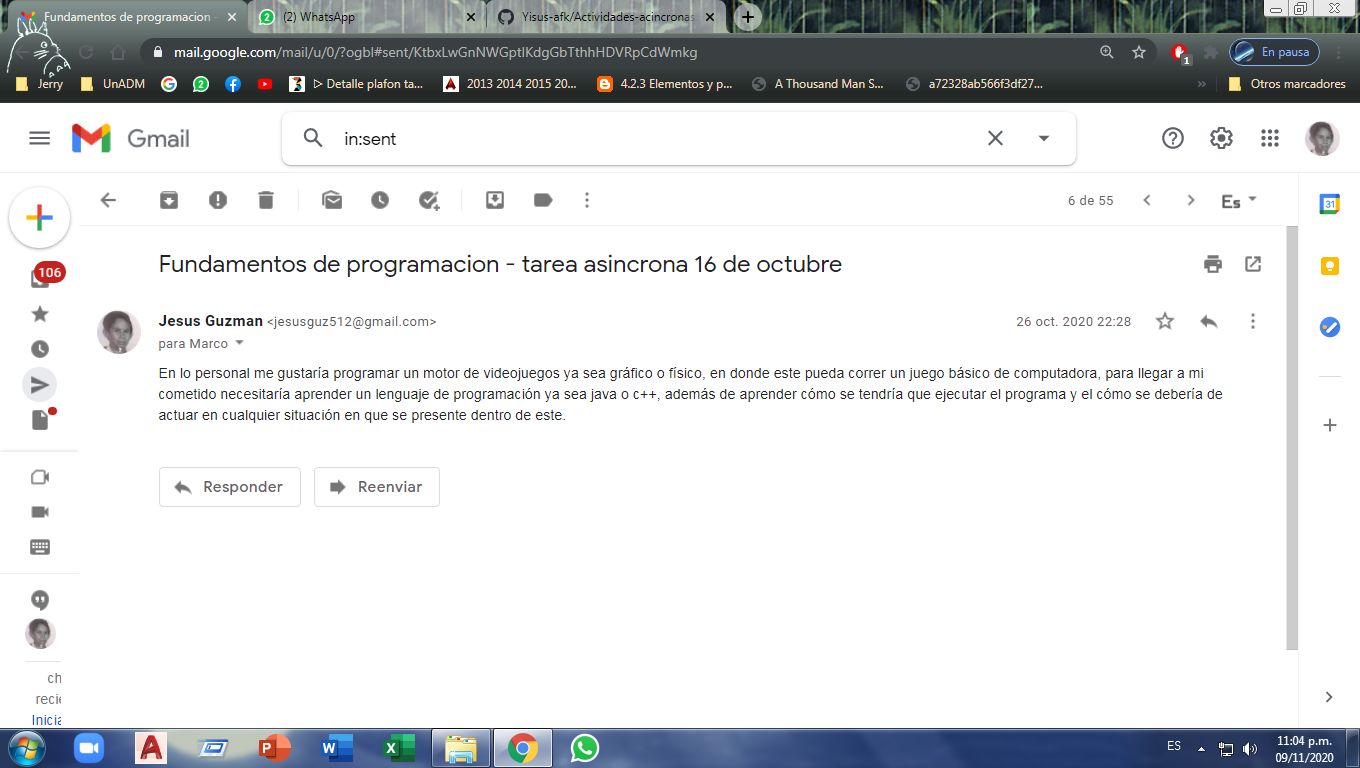 Fundamentos de programacion -
(2) WhatsApp
Yisus-afk/Actividades-acincronas
mail.google.com/mail/u/0/?ogbl#sent/KtbxLwGnNWGptlKdgGbTthhHDVRpCdWmkg
1
En pausa
Jerry
UnADM
2
▷ Detalle plafon ta...
2013 2014 2015 20...
4.2.3 Elementos y p...
A Thousand Man S...
a72328ab566f3df27...
»
Otros marcadores
Gmail
in:sent
6 de 55
Es
31
106
Fundamentos de programacion - tarea asincrona 16 de octubre
Jesus Guzman <jesusguz512@gmail.com>
26 oct. 2020 22:28
para Marco
En lo personal me gustaría programar un motor de videojuegos ya sea gráfico o físico, en donde este pueda correr un juego básico de computadora, para llegar a mi
cometido necesitaría aprender un lenguaje de programación ya sea java o c++, además de aprender cómo se tendría que ejecutar el programa y el cómo se debería de
actuar en cualquier situación en que se presente dentro de este.
Responder
Reenviar
ch
recie
Inicia
ES
11:04 p.m.
09/11/2020